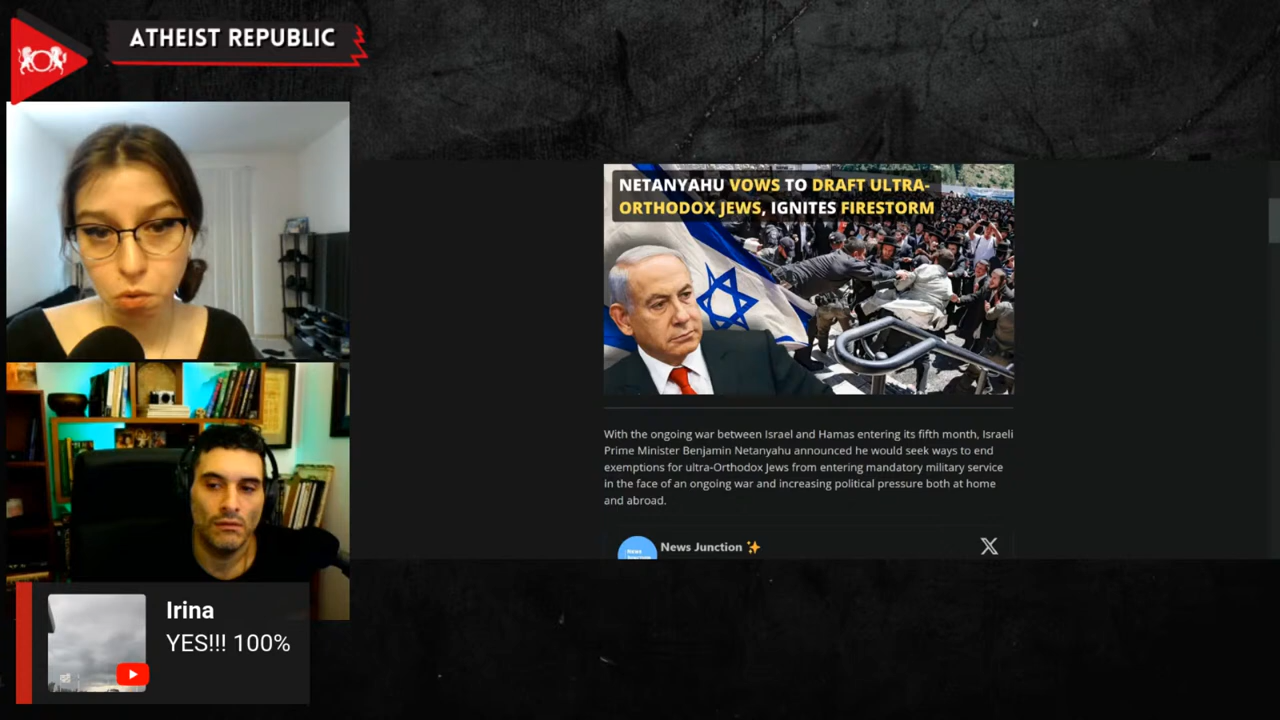 ATHEIST REPUBLIC
NETANYAHU VOWS TO DRAFT ULTRA-
ORTHODOX JEWS, IGNITES FIRESTORM
With the ongoing war between Israel and Hamas entering its fifth month, Israeli
Prime Minister Benjamin Netanyahu announced he would seek ways to end
exemptions for ultra-Orthodox Jews from entering mandatory military service
in the face of an ongoing war and increasing political pressure both at home
and abroad.
News Junction ✨
Irina
YES!!! 100%